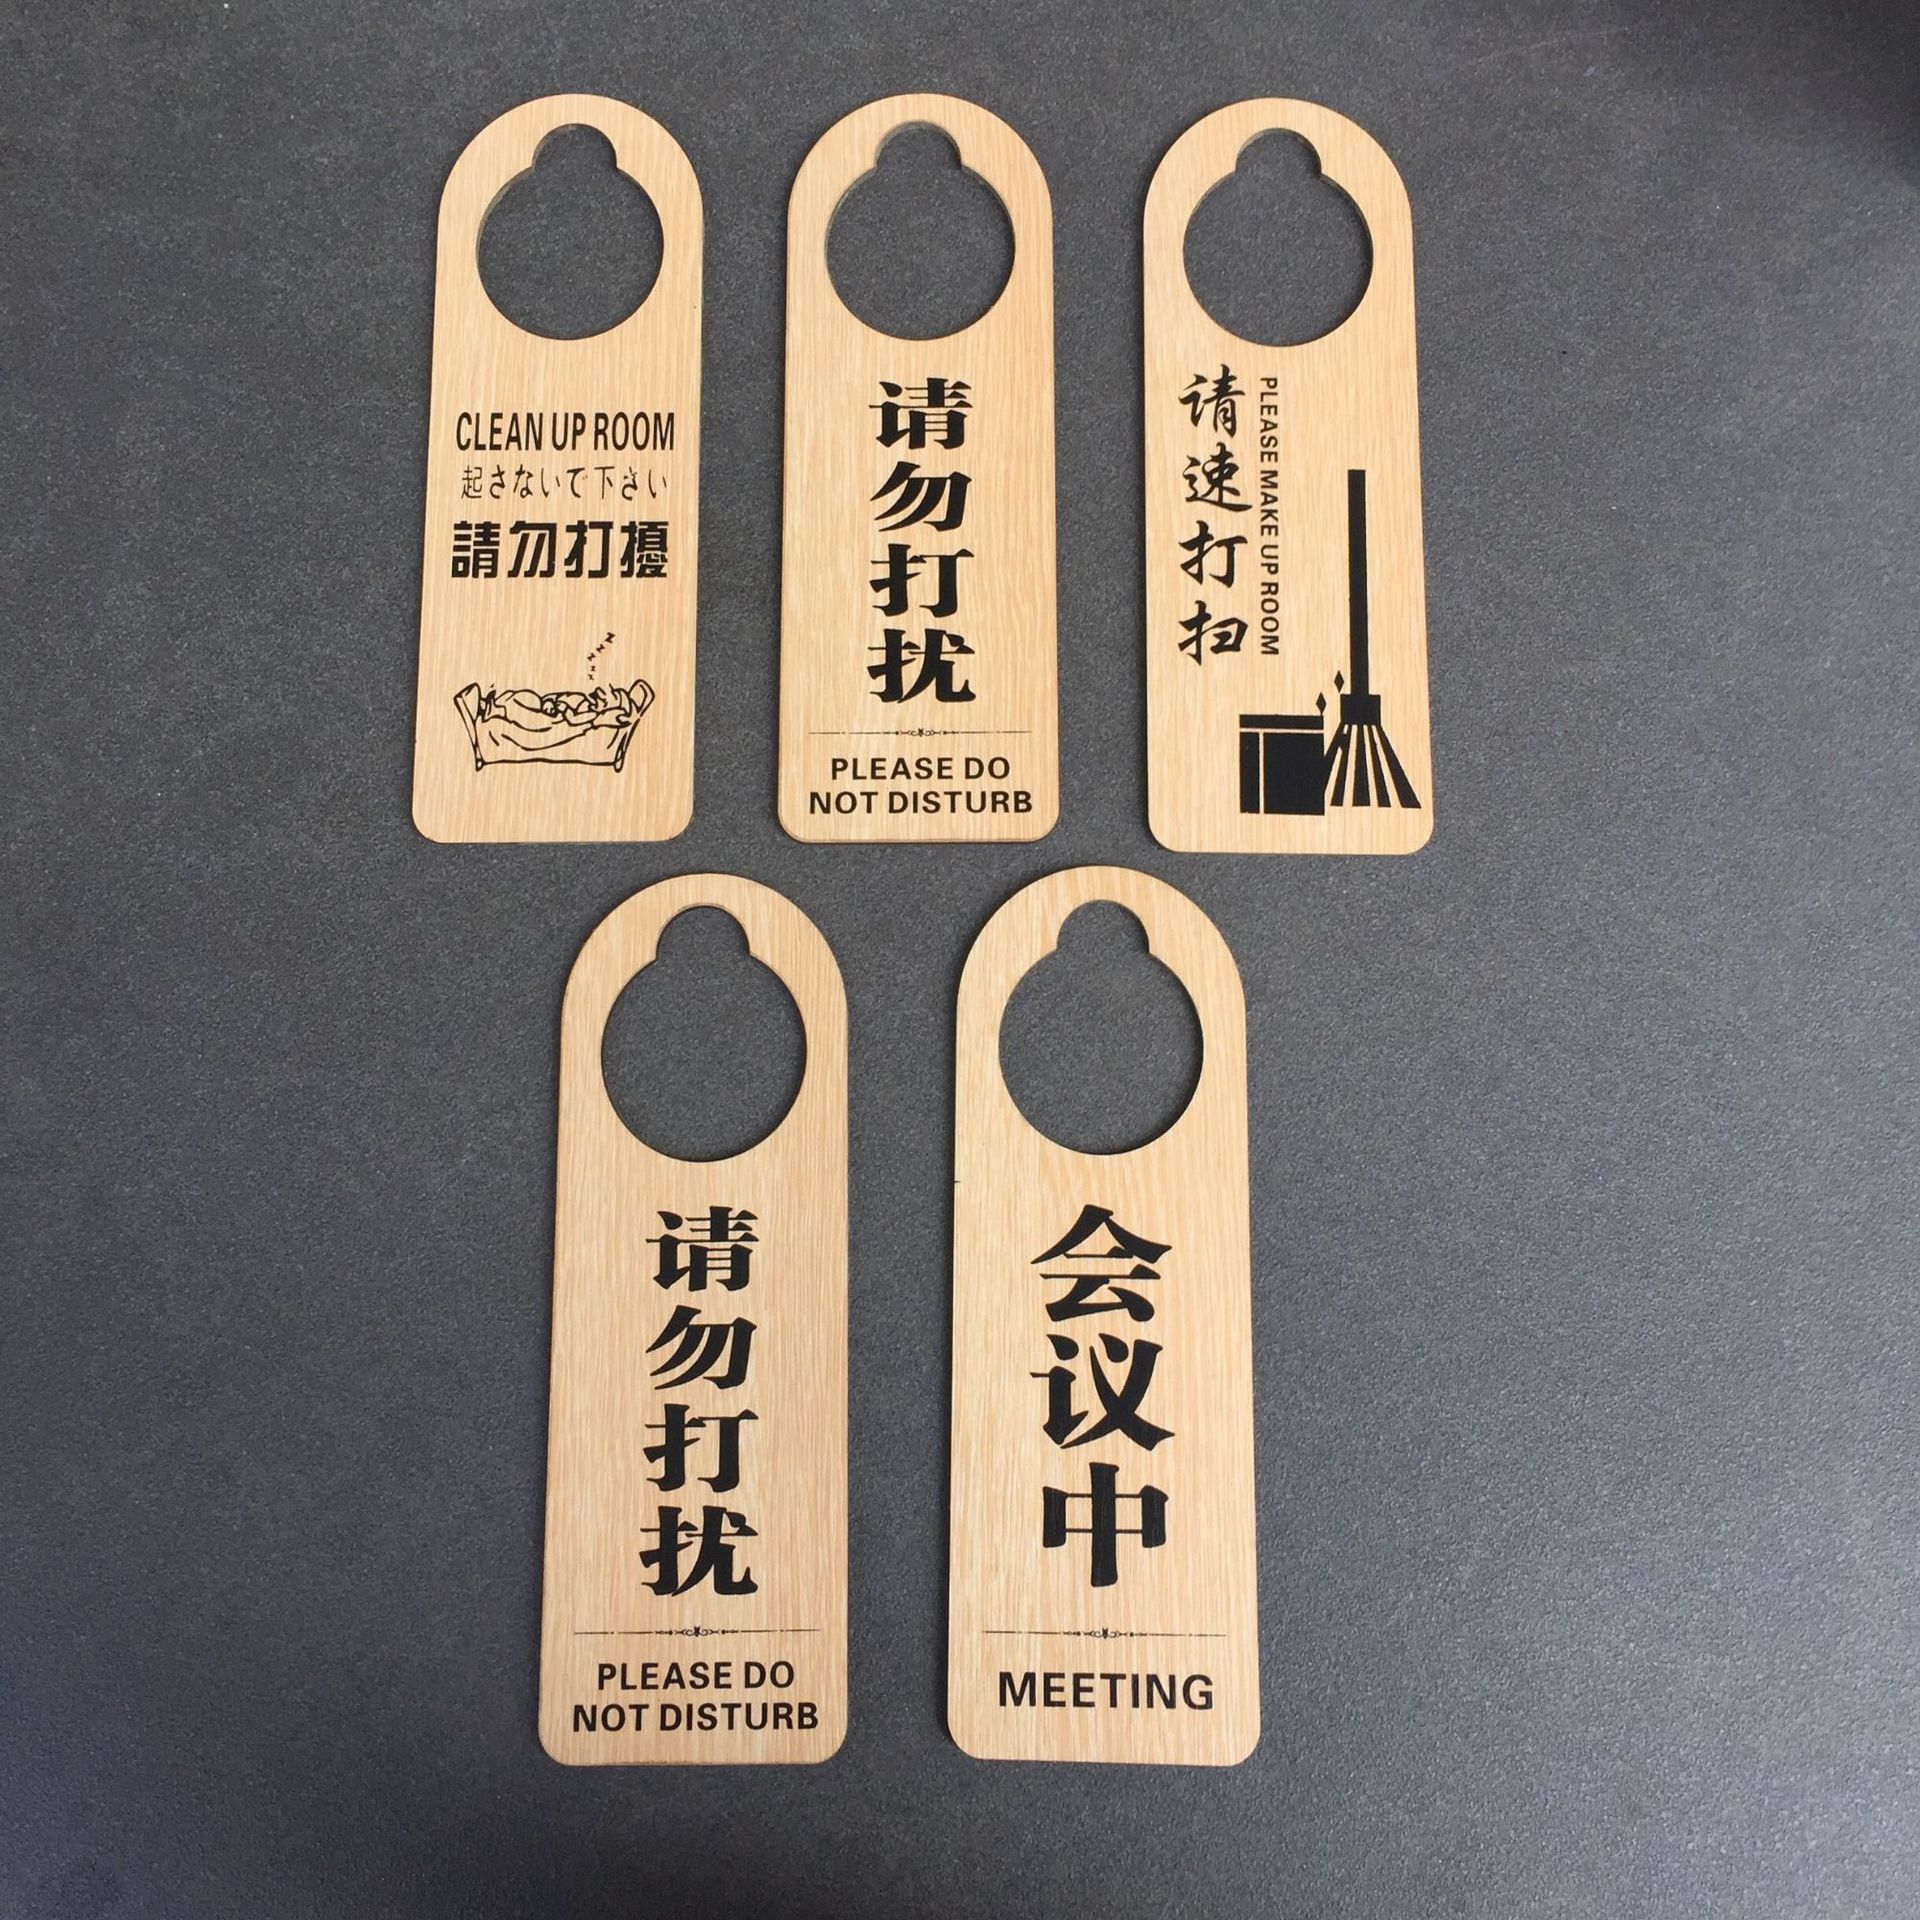 CLEAN UP ROOM
起さないで下さい
請勿打擾
z z z z z
请勿打扰
PLEASE DO
NOT DISTURB
请速打扫
PLEASE MAKE UP ROOM
请勿打扰
PLEASE DO
NOT DISTURB
会议中
MEETING